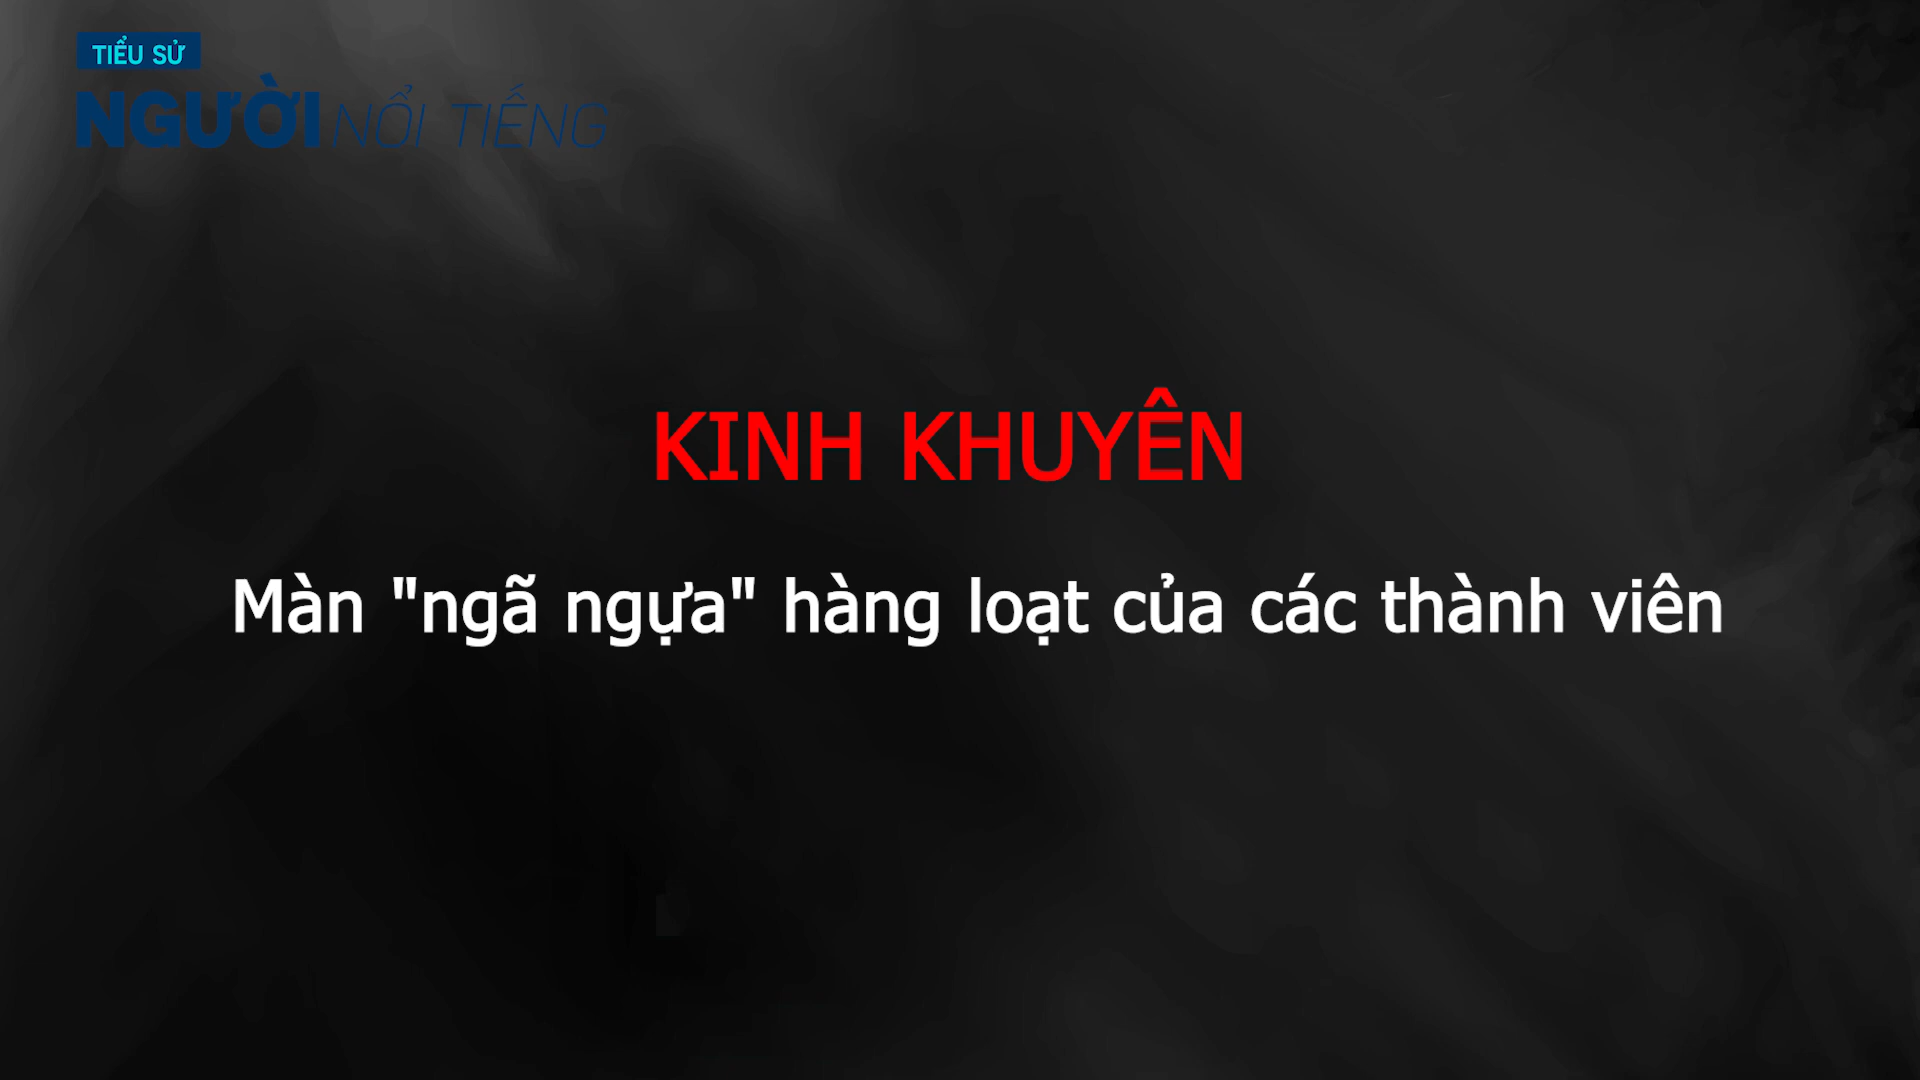 TIỂU SỬ
NGƯỜI NỔI TIẾNG
KINH KHUYÊN
Màn "ngã ngựa" hàng loạt của các thành viên